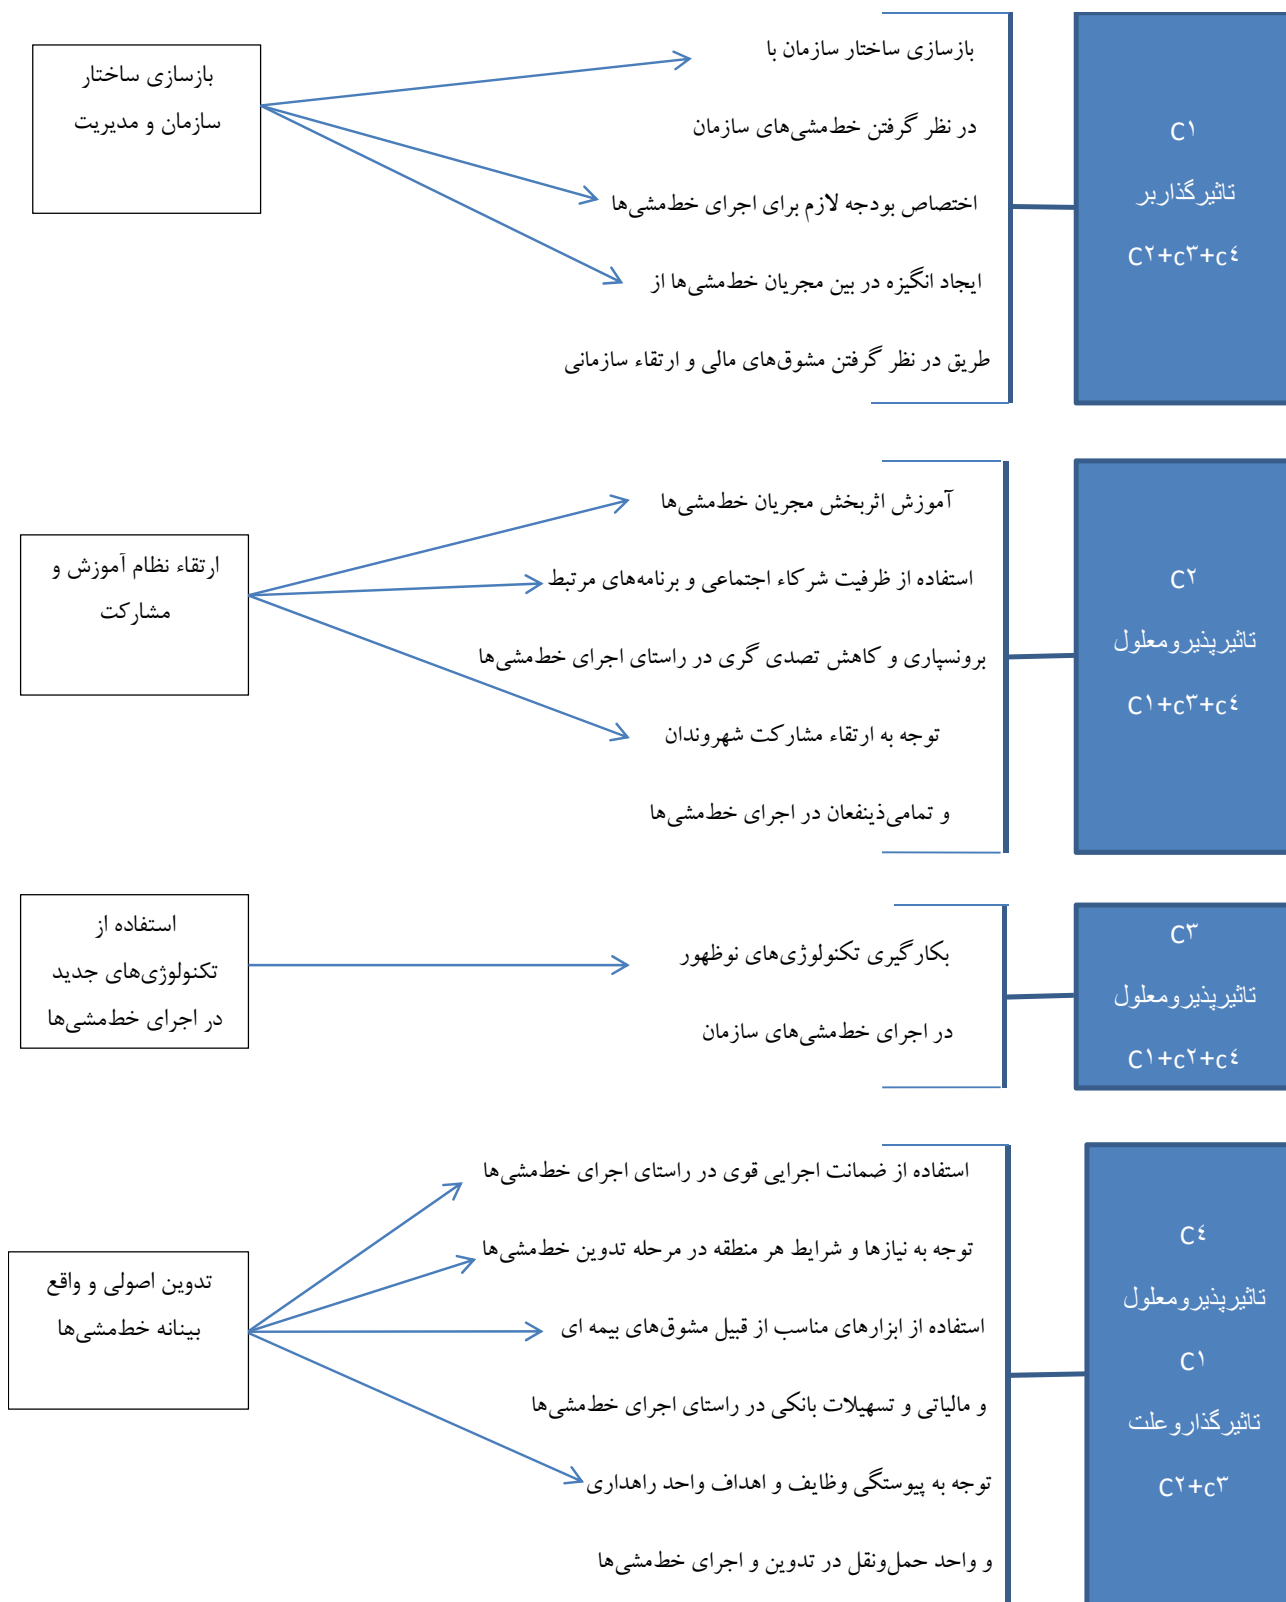 C۱
تاثیرگذاربر
C۲+c۳+c٤
بازسازی ساختار سازمان با
در نظر گرفتن خط‌مشی‌های سازمان
اختصاص بودجه لازم برای اجرای خط‌مشی‌ها
ایجاد انگیزه در بین مجریان خط‌مشی‌ها از
طریق در نظر گرفتن مشوق‌های مالی و ارتقاء سازمانی
بازسازی ساختار
سازمان و مدیریت
C۲
تاثیرپذیرومعلول
C۱+c۳+c٤
آموزش اثربخش مجریان خط‌مشی‌ها
استفاده از ظرفیت شرکاء اجتماعی و برنامه‌های مرتبط
برونسپاری و کاهش تصدی گری در راستای اجرای خط‌مشی‌ها
توجه به ارتقاء مشارکت شهروندان
و تمامی‌ذینفعان در اجرای خط‌مشی‌ها
ارتقاء نظام آموزش و
مشارکت
C۳
تاثیرپذیرومعلول
C۱+c۲+c٤
بکارگیری تکنولوژی‌های نوظهور
در اجرای خط‌مشی‌های سازمان
استفاده از
تکنولوژی‌های جدید
در اجرای خط‌مشی‌ها
C٤
تاثیرپذیرومعلول
C۱
تاثیرگذاروعلت
C۲+c۳
استفاده از ضمانت اجرایی قوی در راستای اجرای خط‌مشی‌ها
توجه به نیازها و شرایط هر منطقه در مرحله تدوین خط‌مشی‌ها
استفاده از ابزارهای مناسب از قبیل مشوق‌های بیمه ای
و مالیاتی و تسهیلات بانکی در راستای اجرای خط‌مشی‌ها
توجه به پیوستگی وظایف و اهداف واحد راهداری
و واحد حمل‌ونقل در تدوین و اجرای خط‌مشی‌ها
تدوین اصولی و واقع
بینانه خط‌مشی‌ها